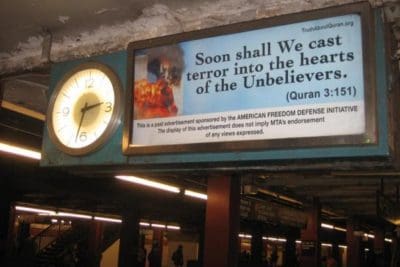 TruthAboutQuran.org
Soon shall We cast
terror into the hearts
of the Unbelievers.
(Quran 3:151)
This is a paid advertisement sponsored by the AMERICAN FREEDOM DEFENSE INITIATIVE
The display of this advertisement does not imply MTA's endorsement
of any views expressed.